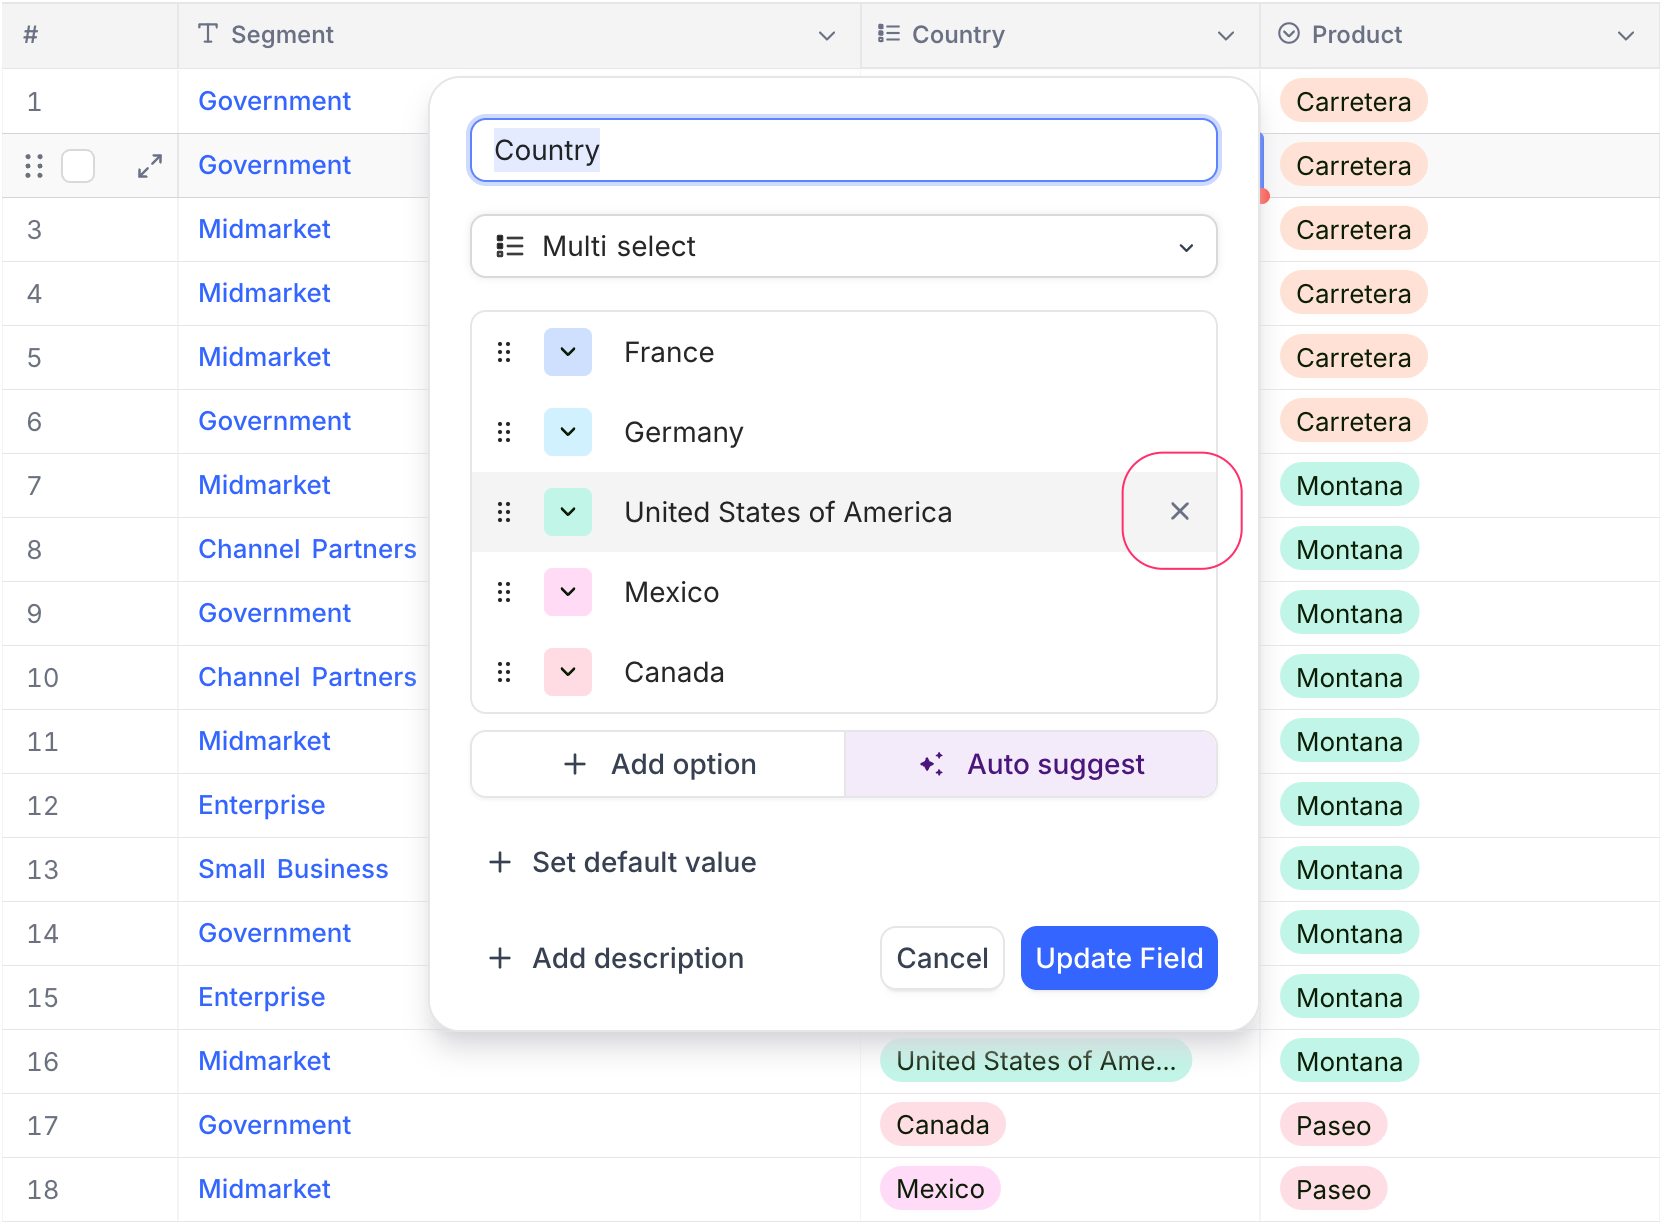 # Segment Country Product
1 Government Carretera
Country
Government Carretera
3 Midmarket Carretera
Multi select
4 Midmarket Carretera
5 Midmarket France Carretera
6 Government Germany Carretera
7 Midmarket Montana
United States of America
8 Channel Partners Montana
9 Government Mexico Montana
10 Channel Partners Canada Montana
11 Midmarket Montana
Add option Auto suggest
12 Enterprise Montana
13 Small Business Set default value Montana
14 Government Montana
Add description Cancel Update Field
15 Enterprise Montana
16 Midmarket United States of Ame... Montana
17 Government Canada Paseo
18 Midmarket Mexico Paseo